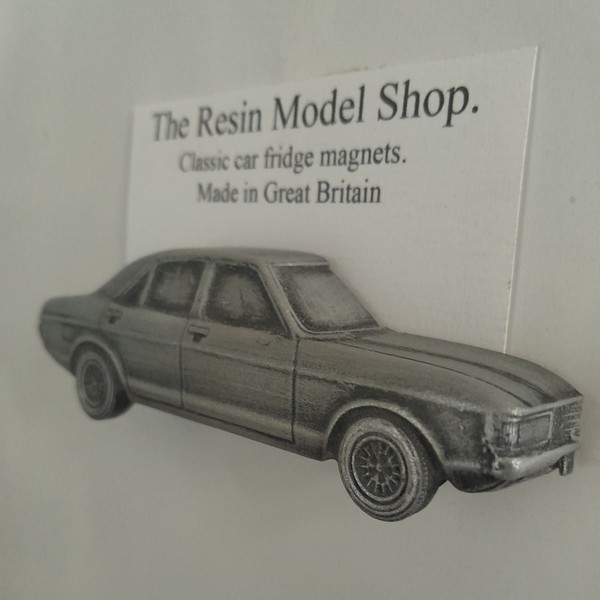 The Resin Model Shop.
Classic car fridge magnets.
Made in Great Britain